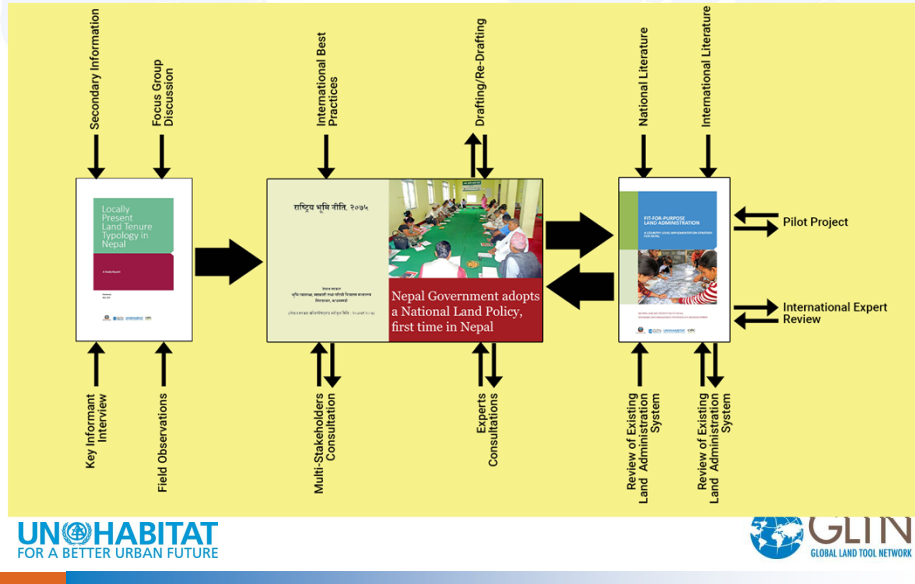 Secondary Information
Focus Group
Discussion
International Best
Practices
Drafting/Re-Drafting
National Literature
International Literature
Locally
Present
Land Tenure
Typology in
Nepal
राष्ट्रिय भूमि नीति, २०७५
नेपाल सरकार
Nepal Government adopts
a National Land Policy,
first time in Nepal
FIT-FOR-PURPOSE
LAND ADMINISTRATION
Pilot Project
International Expert
Review
Key Informant
Interview
Field Observations
Multi-Stakeholders
Consultation
Experts
Consultations
Review of Existing
Land Administration
System
Review of Existing
Land Administration
System
UN HABITAT
FOR A BETTER URBAN FUTURE
GLTN
GLOBAL LAND TOOL NETWORK